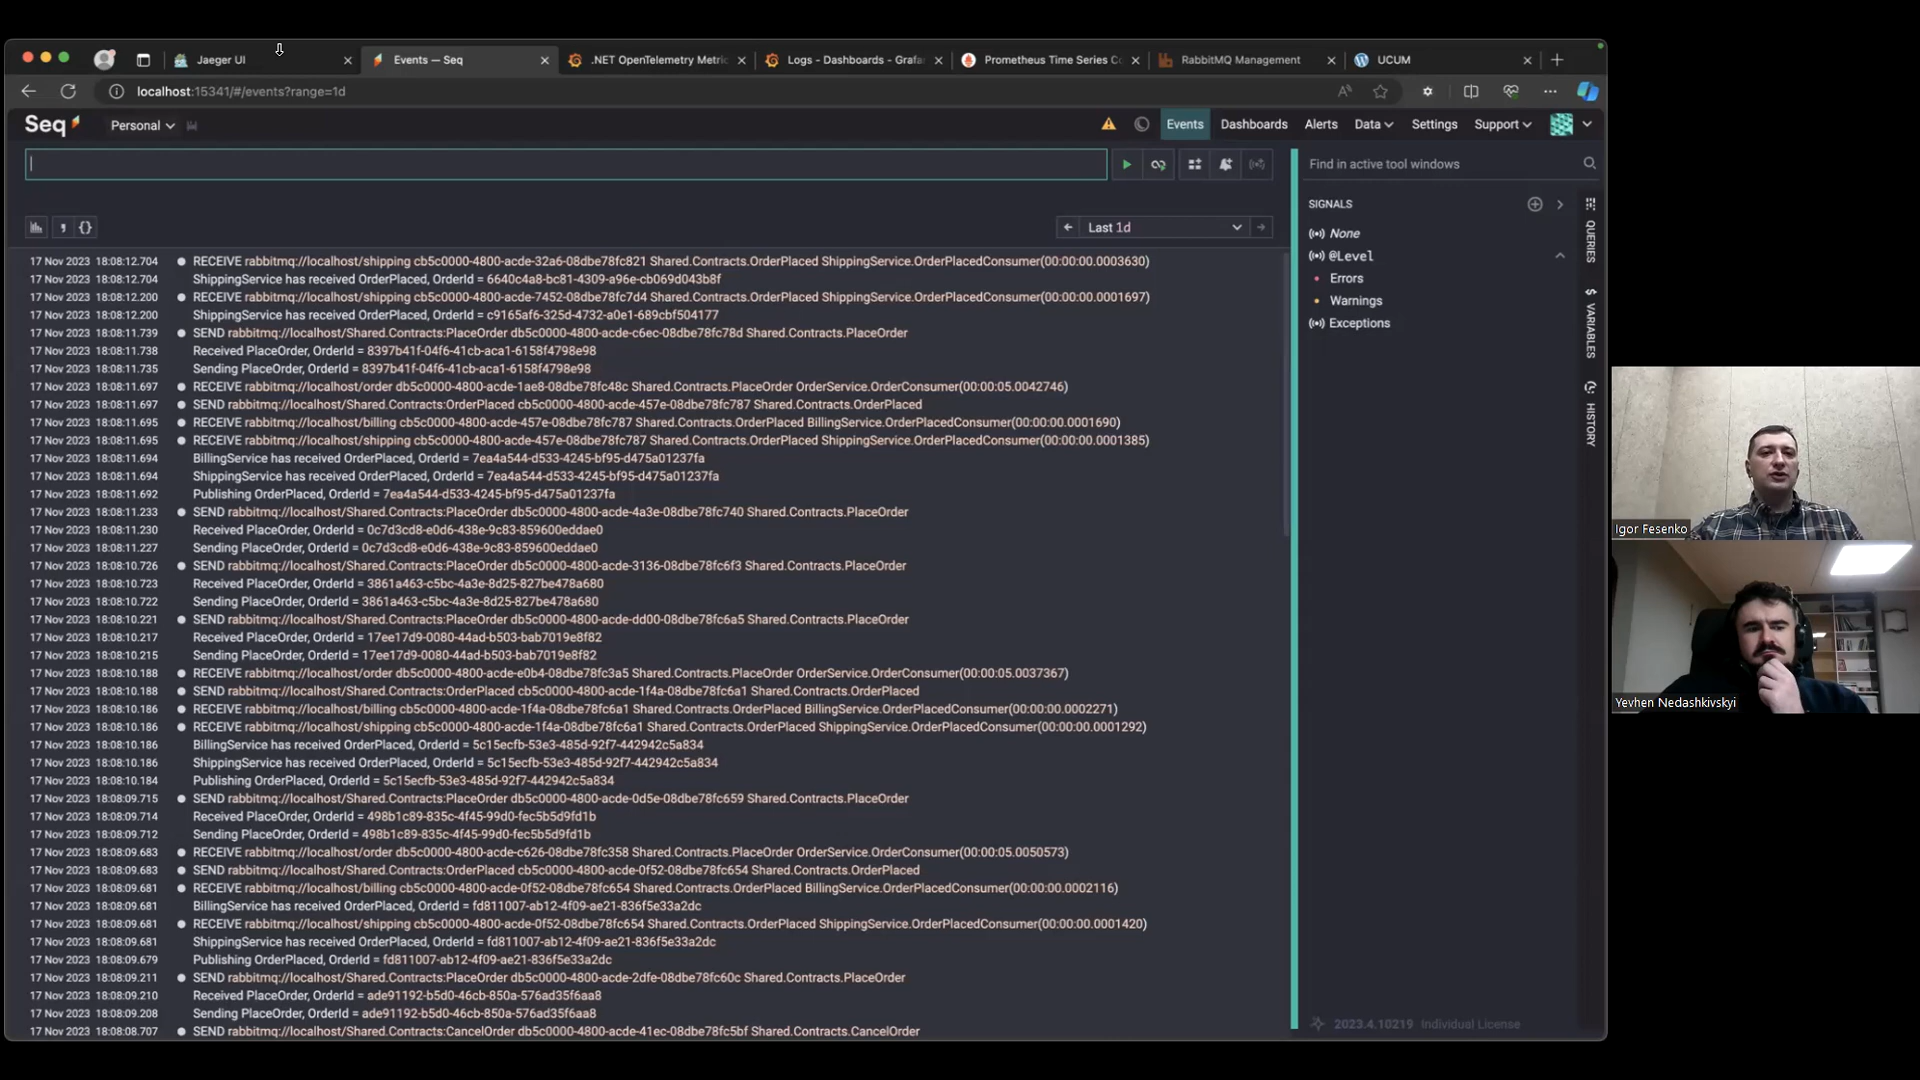 Jaeger UI
Events — Seq
.NET OpenTelemetry Metric
Logs - Dashboards - Grafa
Prometheus Time Series Co
RabbitMQ Management
UCUM
localhost:15341/#/events?range=1d
Seq
Personal
Events
Dashboards
Alerts
Data
Settings
Support
Find in active tool windows
Last 1d
SIGNALS
None
@Level
Errors
Warnings
Exceptions
QUERIES
VARIABLES
HISTORY
17 Nov 2023 18:08:12.704 RECEIVE rabbitmq://localhost/shipping cb5c0000-4800-acde-32a6-08dbe78fc821 Shared.Contracts.OrderPlaced ShippingService.OrderPlacedConsumer(00:00:00.0003630)
17 Nov 2023 18:08:12.704 ShippingService has received OrderPlaced, OrderId = 6640c4a8-bc81-4309-a96e-cb069d043b8f
17 Nov 2023 18:08:12.200 RECEIVE rabbitmq://localhost/shipping cb5c0000-4800-acde-7452-08dbe78fc7d4 Shared.Contracts.OrderPlaced ShippingService.OrderPlacedConsumer(00:00:00.0001697)
17 Nov 2023 18:08:12.200 ShippingService has received OrderPlaced, OrderId = c9165af6-325d-4732-a0e1-689cbf504177
17 Nov 2023 18:08:11.739 SEND rabbitmq://localhost/Shared.Contracts:PlaceOrder db5c0000-4800-acde-c6ec-08dbe78fc78d Shared.Contracts.PlaceOrder
17 Nov 2023 18:08:11.738 Received PlaceOrder, OrderId = 8397b41f-04f6-41cb-aca1-6158f4798e98
17 Nov 2023 18:08:11.735 Sending PlaceOrder, OrderId = 8397b41f-04f6-41cb-aca1-6158f4798e98
17 Nov 2023 18:08:11.697 RECEIVE rabbitmq://localhost/order db5c0000-4800-acde-1ae8-08dbe78fc48c Shared.Contracts.PlaceOrder OrderService.OrderConsumer(00:00:05.0042746)
17 Nov 2023 18:08:11.697 SEND rabbitmq://localhost/Shared.Contracts:OrderPlaced cb5c0000-4800-acde-457e-08dbe78fc787 Shared.Contracts.OrderPlaced
17 Nov 2023 18:08:11.695 RECEIVE rabbitmq://localhost/billing cb5c0000-4800-acde-457e-08dbe78fc787 Shared.Contracts.OrderPlaced BillingService.OrderPlacedConsumer(00:00:00.0001690)
17 Nov 2023 18:08:11.695 RECEIVE rabbitmq://localhost/shipping cb5c0000-4800-acde-457e-08dbe78fc787 Shared.Contracts.OrderPlaced ShippingService.OrderPlacedConsumer(00:00:00.0001385)
17 Nov 2023 18:08:11.694 BillingService has received OrderPlaced, OrderId = 7ea4a544-d533-4245-bf95-d475a01237fa
17 Nov 2023 18:08:11.694 ShippingService has received OrderPlaced, OrderId = 7ea4a544-d533-4245-bf95-d475a01237fa
17 Nov 2023 18:08:11.692 Publishing OrderPlaced, OrderId = 7ea4a544-d533-4245-bf95-d475a01237fa
17 Nov 2023 18:08:11.233 SEND rabbitmq://localhost/Shared.Contracts:PlaceOrder db5c0000-4800-acde-4a3e-08dbe78fc740 Shared.Contracts.PlaceOrder
17 Nov 2023 18:08:11.230 Received PlaceOrder, OrderId = 0c7d3cd8-e0d6-438e-9c83-859600eddae0
17 Nov 2023 18:08:11.227 Sending PlaceOrder, OrderId = 0c7d3cd8-e0d6-438e-9c83-859600eddae0
17 Nov 2023 18:08:10.726 SEND rabbitmq://localhost/Shared.Contracts:PlaceOrder db5c0000-4800-acde-3136-08dbe78fc6f3 Shared.Contracts.PlaceOrder
17 Nov 2023 18:08:10.723 Received PlaceOrder, OrderId = 3861a463-c5bc-4a3e-8d25-827be478a680
17 Nov 2023 18:08:10.722 Sending PlaceOrder, OrderId = 3861a463-c5bc-4a3e-8d25-827be478a680
17 Nov 2023 18:08:10.221 SEND rabbitmq://localhost/Shared.Contracts:PlaceOrder db5c0000-4800-acde-dd00-08dbe78fc6a5 Shared.Contracts.PlaceOrder
17 Nov 2023 18:08:10.217 Received PlaceOrder, OrderId = 17ee17d9-0080-44ad-b503-bab7019e8f82
17 Nov 2023 18:08:10.215 Sending PlaceOrder, OrderId = 17ee17d9-0080-44ad-b503-bab7019e8f82
17 Nov 2023 18:08:10.188 RECEIVE rabbitmq://localhost/order db5c0000-4800-acde-e0b4-08dbe78fc3a5 Shared.Contracts.PlaceOrder OrderService.OrderConsumer(00:00:05.0037367)
17 Nov 2023 18:08:10.188 SEND rabbitmq://localhost/Shared.Contracts:OrderPlaced cb5c0000-4800-acde-1f4a-08dbe78fc6a1 Shared.Contracts.OrderPlaced
17 Nov 2023 18:08:10.186 RECEIVE rabbitmq://localhost/billing cb5c0000-4800-acde-1f4a-08dbe78fc6a1 Shared.Contracts.OrderPlaced BillingService.OrderPlacedConsumer(00:00:00.0002271)
17 Nov 2023 18:08:10.186 RECEIVE rabbitmq://localhost/shipping cb5c0000-4800-acde-1f4a-08dbe78fc6a1 Shared.Contracts.OrderPlaced ShippingService.OrderPlacedConsumer(00:00:00.0001292)
17 Nov 2023 18:08:10.186 BillingService has received OrderPlaced, OrderId = 5c15ecfb-53e3-485d-92f7-442942c5a834
17 Nov 2023 18:08:10.186 ShippingService has received OrderPlaced, OrderId = 5c15ecfb-53e3-485d-92f7-442942c5a834
17 Nov 2023 18:08:10.184 Publishing OrderPlaced, OrderId = 5c15ecfb-53e3-485d-92f7-442942c5a834
17 Nov 2023 18:08:09.715 SEND rabbitmq://localhost/Shared.Contracts:PlaceOrder db5c0000-4800-acde-0d5e-08dbe78fc659 Shared.Contracts.PlaceOrder
17 Nov 2023 18:08:09.714 Received PlaceOrder, OrderId = 498b1c89-835c-4f45-99d0-fec5b5d9fd1b
17 Nov 2023 18:08:09.712 Sending PlaceOrder, OrderId = 498b1c89-835c-4f45-99d0-fec5b5d9fd1b
17 Nov 2023 18:08:09.683 RECEIVE rabbitmq://localhost/order db5c0000-4800-acde-c626-08dbe78fc358 Shared.Contracts.PlaceOrder OrderService.OrderConsumer(00:00:05.0050573)
17 Nov 2023 18:08:09.683 SEND rabbitmq://localhost/Shared.Contracts:OrderPlaced cb5c0000-4800-acde-0f52-08dbe78fc654 Shared.Contracts.OrderPlaced
17 Nov 2023 18:08:09.681 RECEIVE rabbitmq://localhost/billing cb5c0000-4800-acde-0f52-08dbe78fc654 Shared.Contracts.OrderPlaced BillingService.OrderPlacedConsumer(00:00:00.0002116)
17 Nov 2023 18:08:09.681 BillingService has received OrderPlaced, OrderId = fd811007-ab12-4f09-ae21-836f5e33a2dc
17 Nov 2023 18:08:09.681 RECEIVE rabbitmq://localhost/shipping cb5c0000-4800-acde-0f52-08dbe78fc654 Shared.Contracts.OrderPlaced ShippingService.OrderPlacedConsumer(00:00:00.0001420)
17 Nov 2023 18:08:09.681 ShippingService has received OrderPlaced, OrderId = fd811007-ab12-4f09-ae21-836f5e33a2dc
17 Nov 2023 18:08:09.679 Publishing OrderPlaced, OrderId = fd811007-ab12-4f09-ae21-836f5e33a2dc
17 Nov 2023 18:08:09.211 SEND rabbitmq://localhost/Shared.Contracts:PlaceOrder db5c0000-4800-acde-2dfe-08dbe78fc60c Shared.Contracts.PlaceOrder
17 Nov 2023 18:08:09.210 Received PlaceOrder, OrderId = ade91192-b5d0-46cb-850a-576ad35f6aa8
17 Nov 2023 18:08:09.208 Sending PlaceOrder, OrderId = ade91192-b5d0-46cb-850a-576ad35f6aa8
17 Nov 2023 18:08:08.707 SEND rabbitmq://localhost/Shared.Contracts:CancelOrder db5c0000-4800-acde-41ec-08dbe78fc5bf Shared.Contracts.CancelOrder
2023.4.10219 Individual License
Igor Fesenko
Yevhen Nedashkivskyi